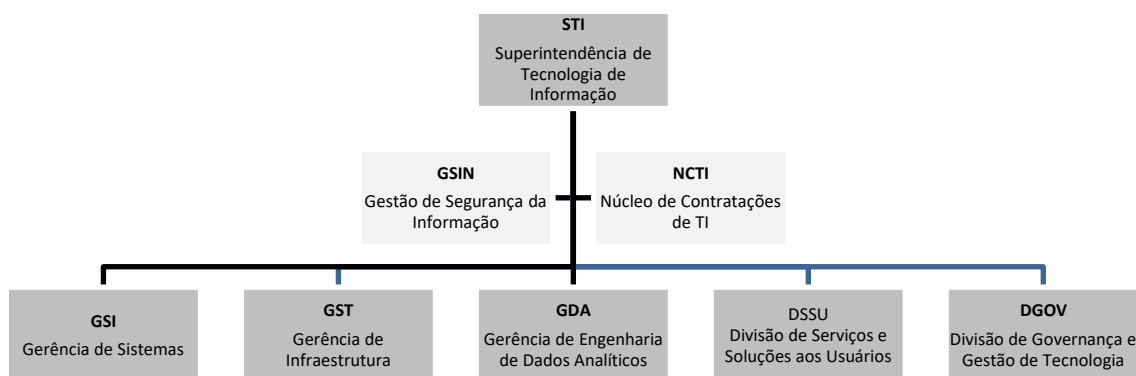 STI
Superintendência de
Tecnologia de
Informação
GSIN
Gestão de Segurança da
Informação
NCTI
Núcleo de Contratações
de TI
GSI
Gerência de Sistemas
GST
Gerência de
Infraestrutura
GDA
Gerência de Engenharia
de Dados Analíticos
DSSU
Divisão de Serviços e
Soluções aos Usuários
DGOV
Divisão de Governança e
Gestão de Tecnologia